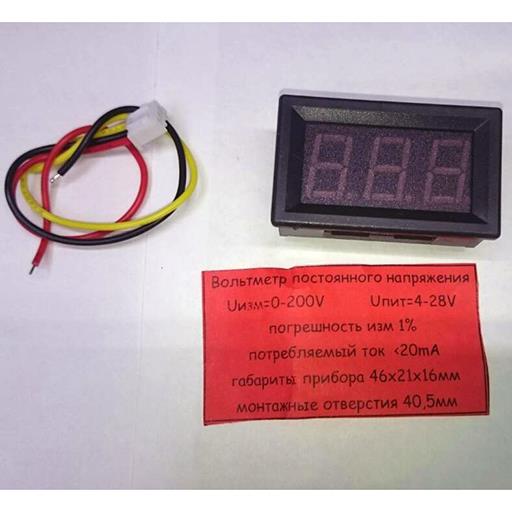 Вольтметр постоянного напряжения
Uизм=0-200V Uпит=4-28V
погрешность изм 1%
потребляемый ток <20mA
габариты прибора 46x21x16мм
монтажные отверстия 40,5мм